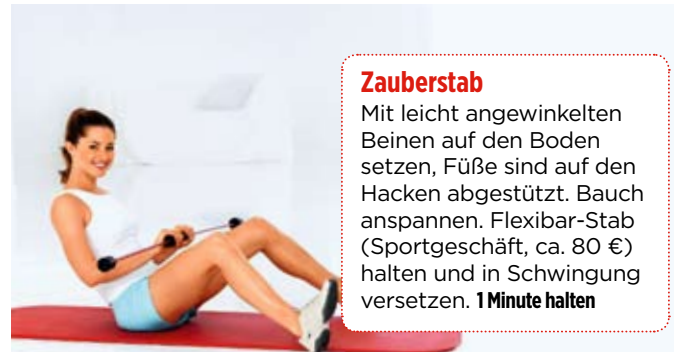 Zauberstab
Mit leicht angewinkelten
Beinen auf den Boden
setzen, Füße sind auf den
Hacken abgestützt. Bauch
anspannen. Flexibar-Stab
(Sportgeschäft, ca. 80 €)
halten und in Schwingung
versetzen. 1 Minute halten